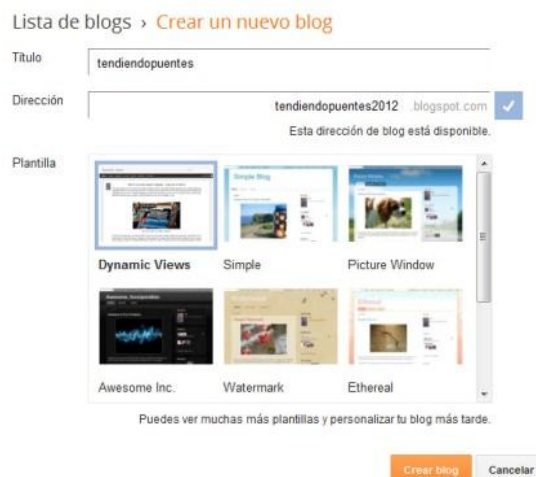 Lista de blogs › Crear un nuevo blog
Título
tendiendopuentes
Dirección
tendiendopuentes2012 .blogspot.com
Esta dirección de blog está disponible.
Plantilla
Simple Blog
Dynamic Views
Simple
Picture Window
Awesome Inc.
Watermark
Ethereal
Puedes ver muchas más plantillas y personalizar tu blog más tarde.
Crear blog
Cancelar